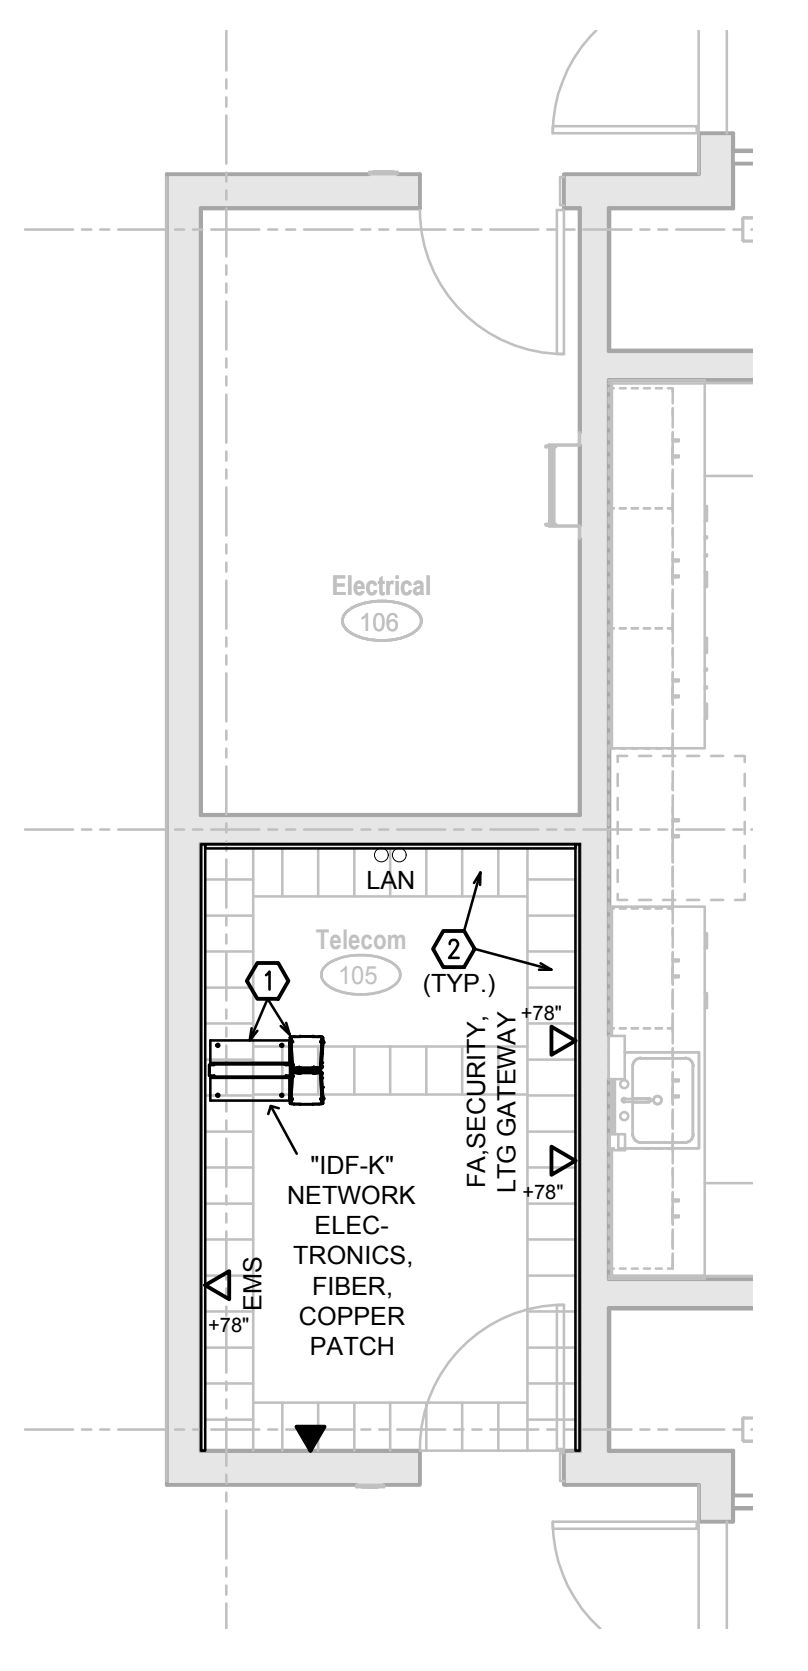 Electrical
106
LAN
Telecom
105
2
(TYP.)
1
+78"
FA,SECURITY,
LTG GATEWAY
+78"
"IDF-K"
NETWORK
ELEC-
TRONICS,
FIBER,
COPPER
PATCH
EMS
+78"